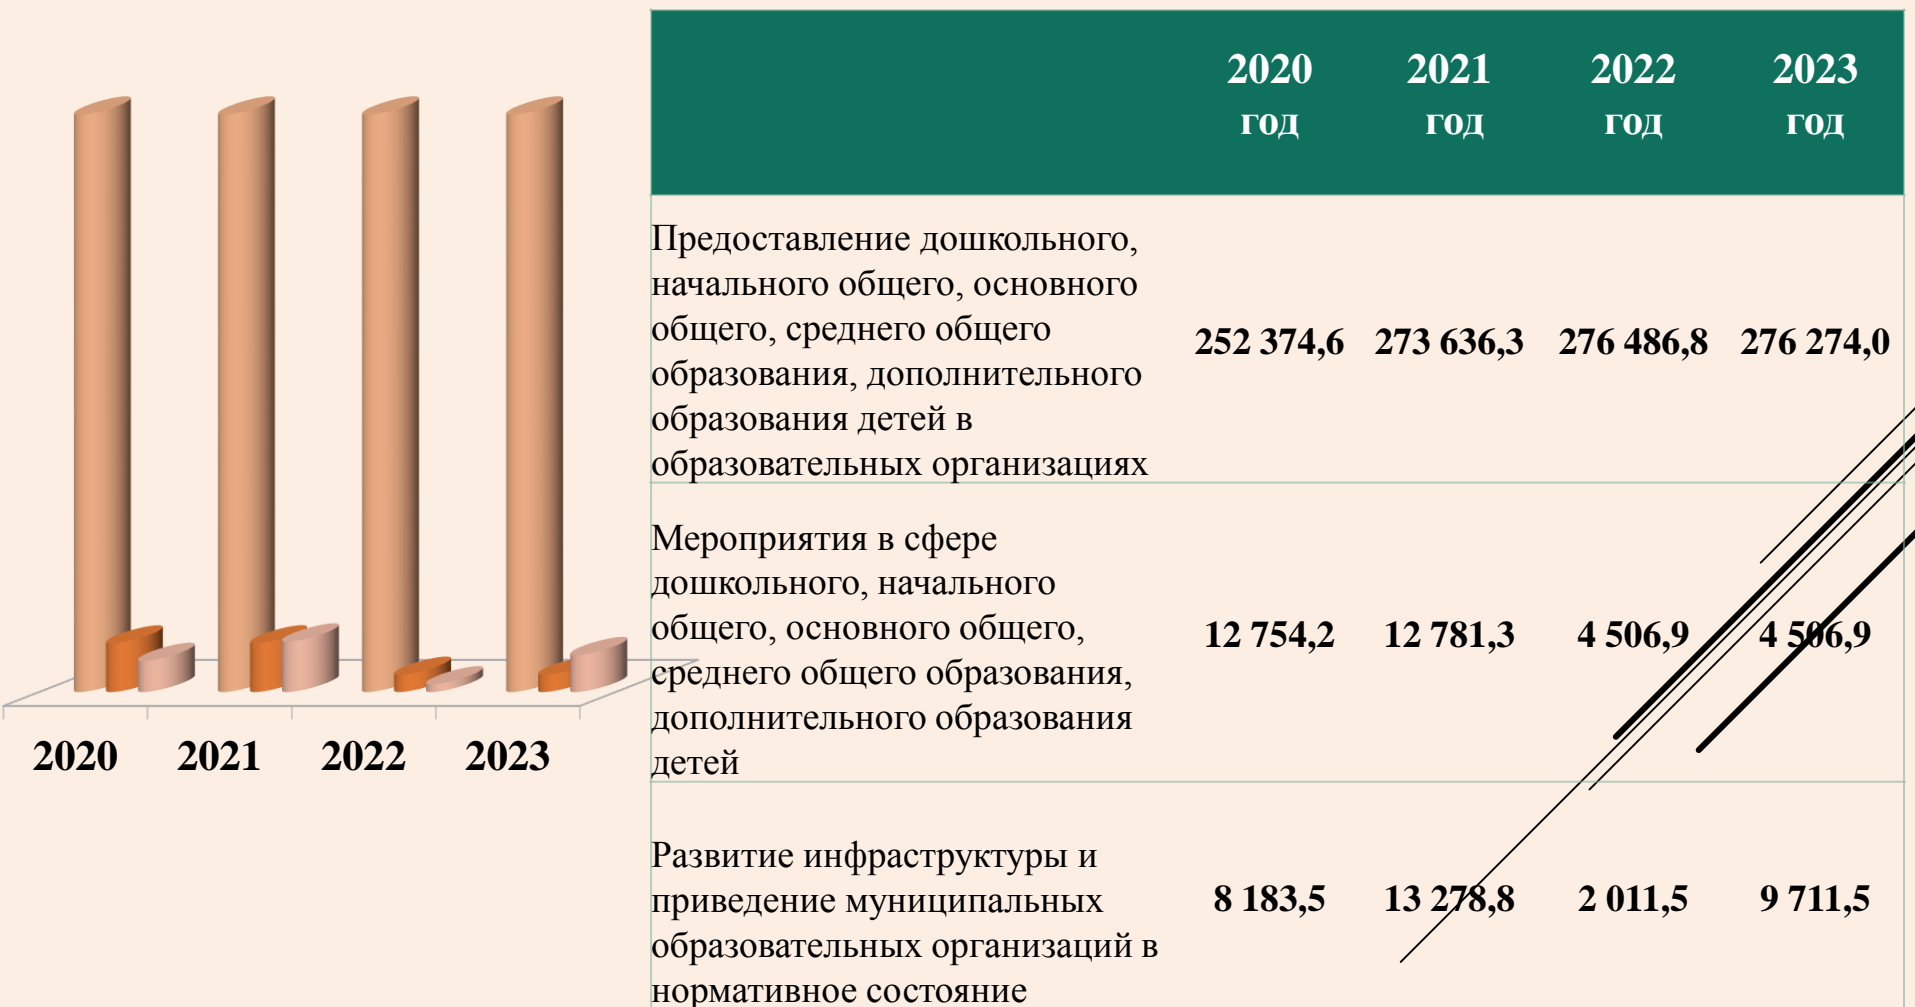 2020 2021 2022 2023
2020 год 2021 год 2022 год 2023 год
Предоставление дошкольного,
начального общего, основного
общего, среднего общего
образования, дополнительного
образования детей в
образовательных организациях
252 374,6 273 636,3 276 486,8 276 274,0
Мероприятия в сфере
дошкольного, начального
общего, основного общего,
среднего общего образования,
дополнительного образования
детей
12 754,2 12 781,3 4 506,9 4 506,9
Развитие инфраструктуры и
приведение муниципальных
образовательных организаций в
нормативное состояние
8 183,5 13 278,8 2 011,5 9 711,5